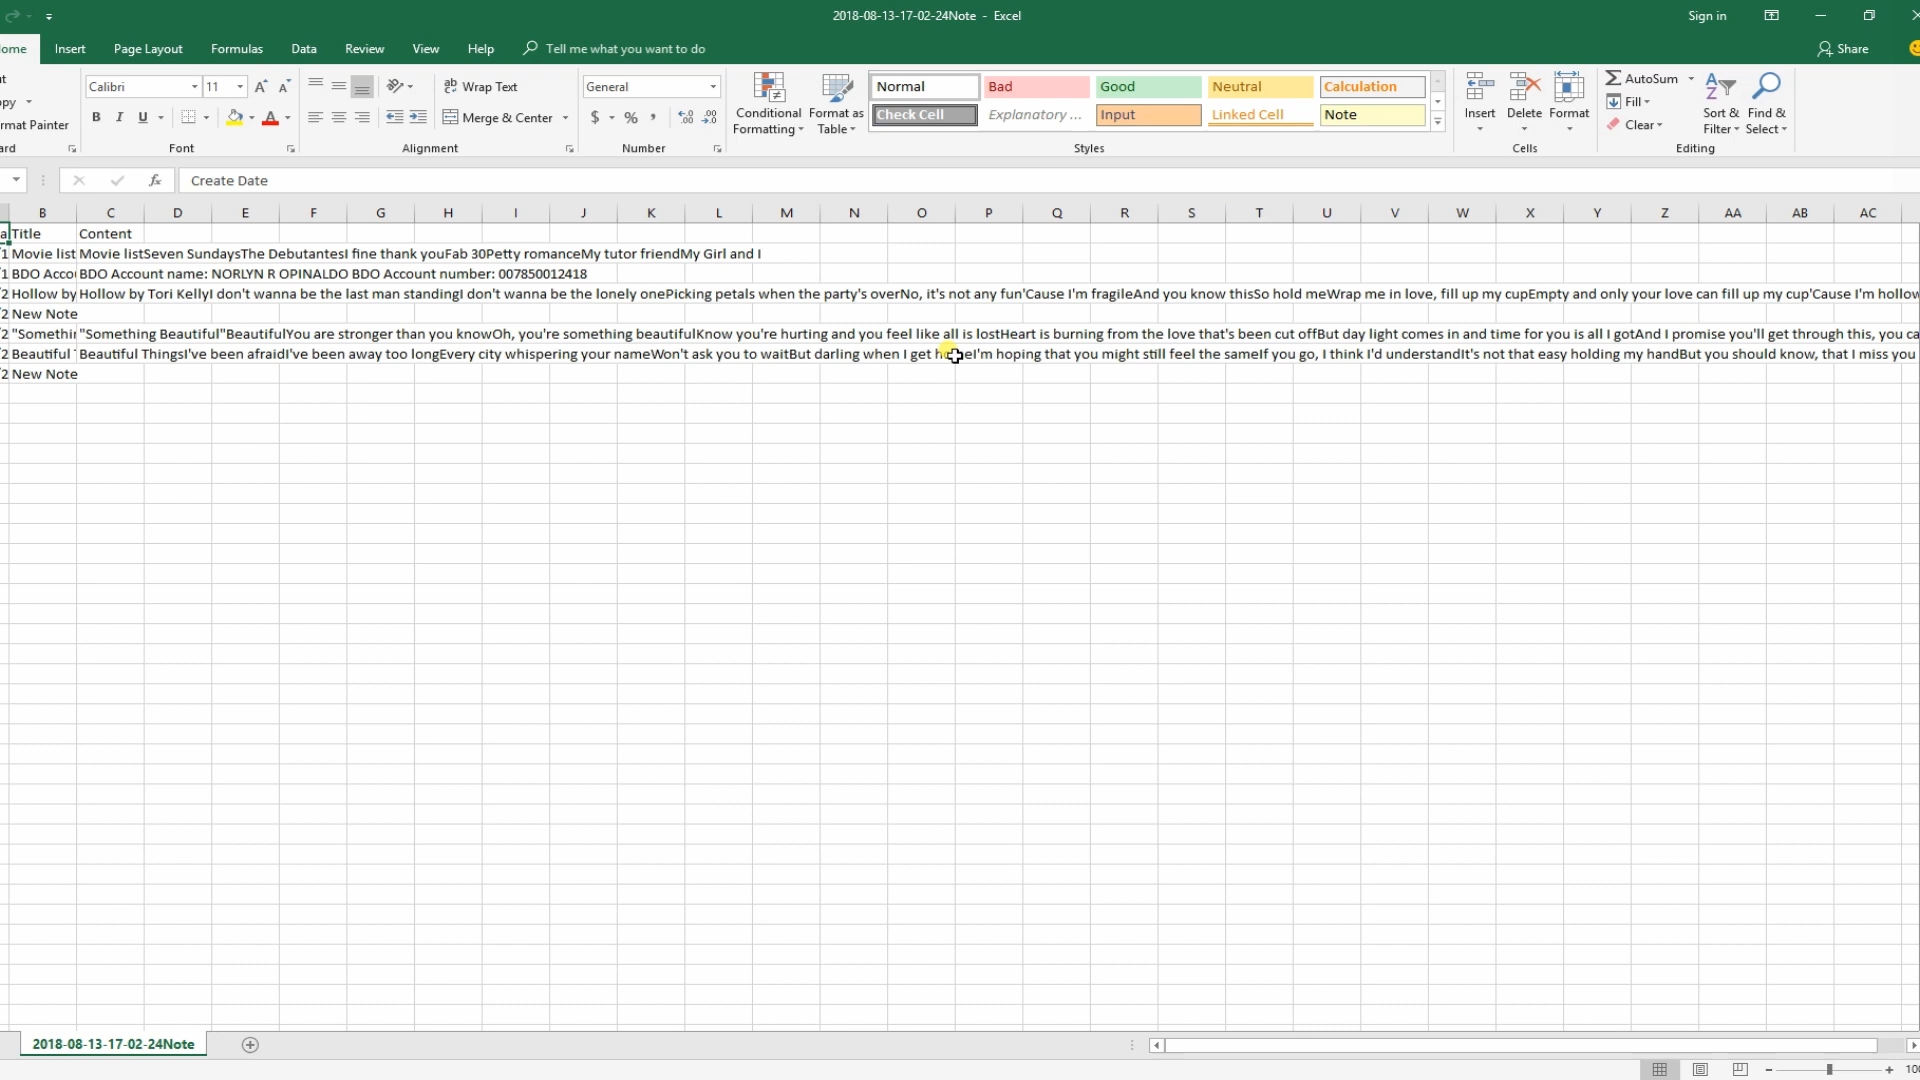 2018-08-13-17-02-24Note - Excel
Sign in
ome Insert Page Layout Formulas Data Review View Help Tell me what you want to do
Share
Calibri 11
Wrap Text
General
Conditional Formatting
Format as Table
Normal Bad Good Neutral Calculation
Check Cell Explanatory ... Input Linked Cell Note
Insert Delete Format
AutoSum
Fill
Clear
Sort & Filter
Find & Select
py
rmat Painter
B I U
Merge & Center
$ % ,
ard Font Alignment Number Styles Cells Editing
fx Create Date
B C D E F G H I J K L M N O P Q R S T U V W X Y Z AA AB AC
a Title Content
/1 Movie list Movie listSeven SundaysThe DebutantesI fine thank youFab 30Petty romanceMy tutor friendMy Girl and I
/1 BDO Accou BDO Account name: NORLYN R OPINALDO BDO Account number: 007850012418
/2 Hollow by Hollow by Tori KellyI don't wanna be the last man standingI don't wanna be the lonely onePicking petals when the party's overNo, it's not any fun'Cause I'm fragileAnd you know thisSo hold meWrap me in love, fill up my cupEmpty and only your love can fill up my cup'Cause I'm hollow
/2 New Note
/2 "Somethin "Something Beautiful"BeautifulYou are stronger than you knowOh, you're something beautifulKnow you're hurting and you feel like all is lostHeart is burning from the love that's been cut offBut day light comes in and time for you is all I gotAnd I promise you'll get through this, you ca
/2 Beautiful Beautiful ThingsI've been afraidI've been away too longEvery city whispering your nameWon't ask you to waitBut darling when I get I'm hoping that you might still feel the sameIf you go, I think I'd understandIt's not that easy holding my handBut you should know, that I miss you
/2 New Note
2018-08-13-17-02-24Note